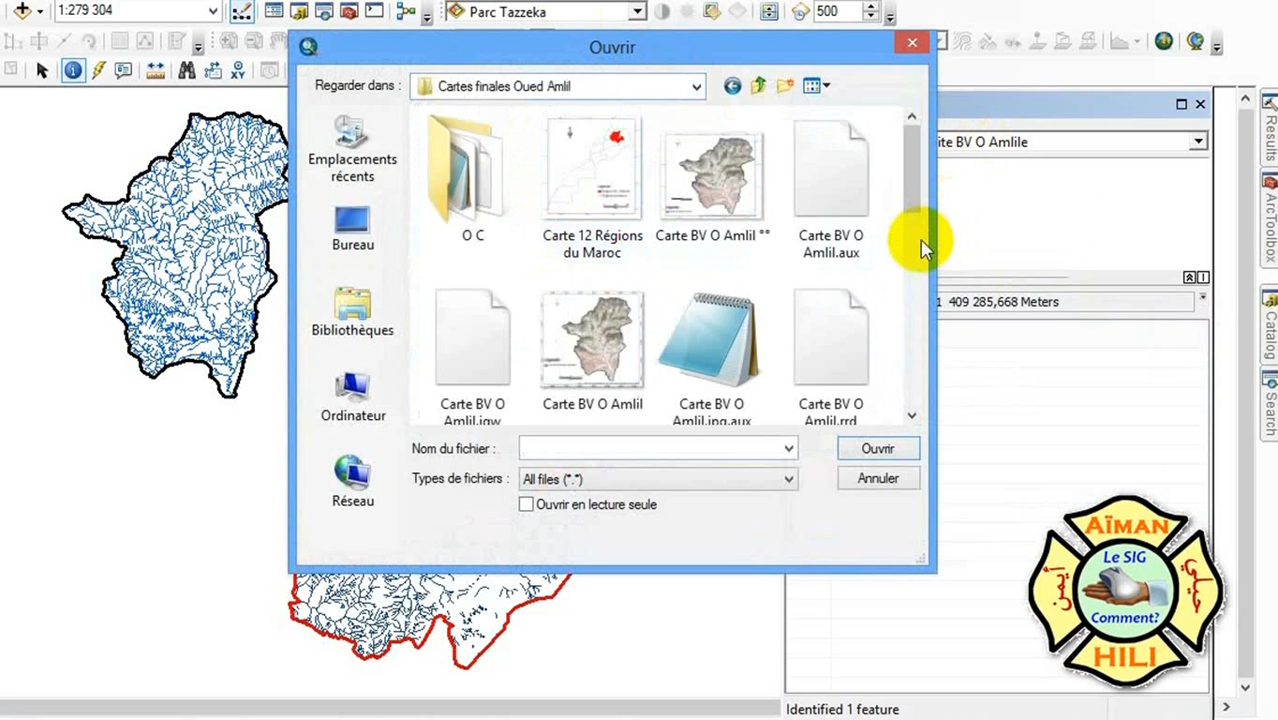 1:279 304
Parc Tazzeka
500
XY
Ouvrir
Regarder dans :
Cartes finales Oued Amlil
Emplacements
récents
Bureau
Bibliothèques
Ordinateur
Réseau
O C
Carte 12 Régions
du Maroc
Carte BV O Amlil °°
Carte BV O
Amlil.aux
Carte BV O
Amlil.jgw
Carte BV O Amlil
Carte BV O
Amlil.jpg.aux
Carte BV O
Amlil.rrd
Nom du fichier :
Ouvrir
Types de fichiers :
All files (*.*)
Annuler
Ouvrir en lecture seule
BV O Amlile
409 285,668 Meters
Results
ArcToolbox
Catalog
Search
Identified 1 feature
AÏMAN
Le SIG
Comment?
HILI
أيمن
حيلي